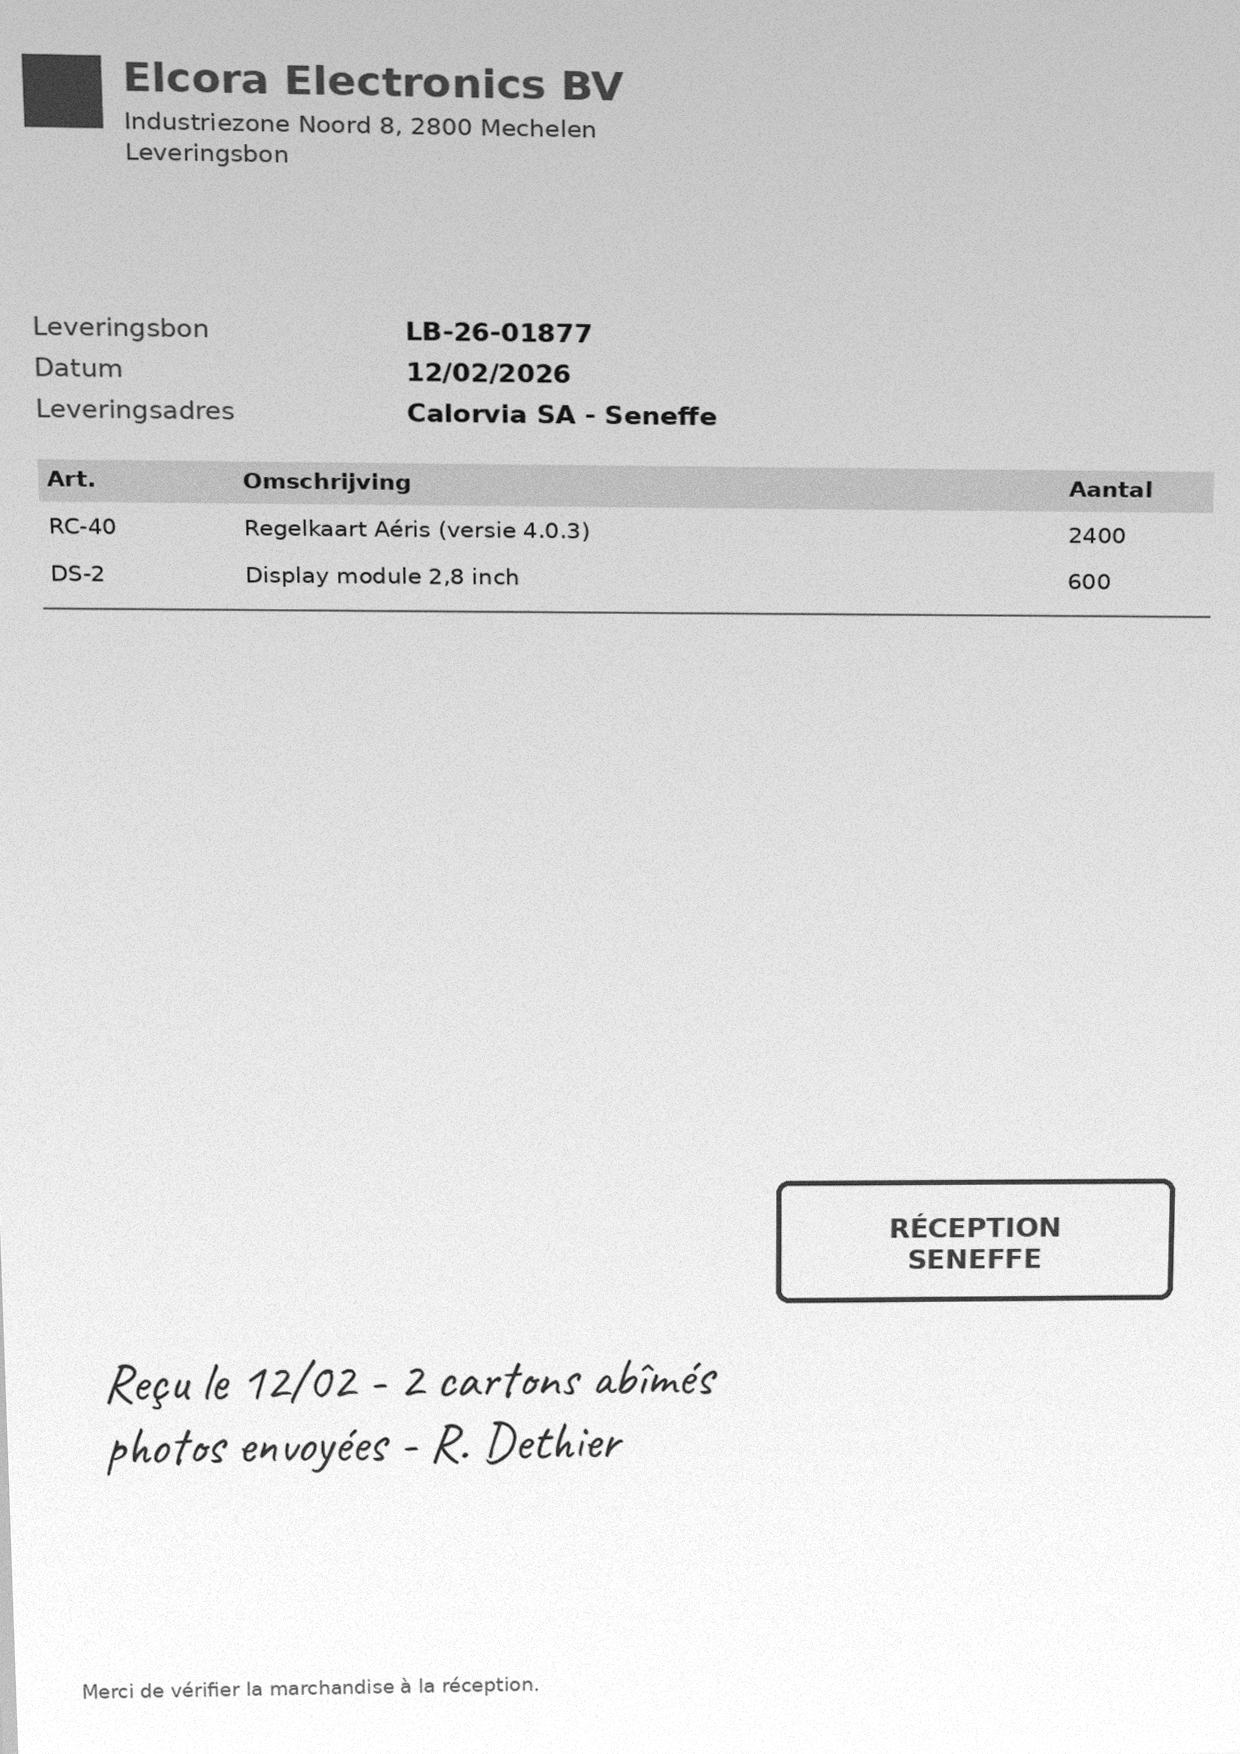 Elcora Electronics BV
Industriezone Noord 8, 2800 Mechelen
Leveringsbon
Leveringsbon LB-26-01877
Datum 12/02/2026
Leveringsadres Calorvia SA - Seneffe
Art. Omschrijving Aantal
RC-40 Regelkaart Aéris (versie 4.0.3) 2400
DS-2 Display module 2,8 inch 600
RÉCEPTION
SENEFFE
Reçu le 12/02 - 2 cartons abîmés
photos envoyées - R. Dethier
Merci de vérifier la marchandise à la réception.